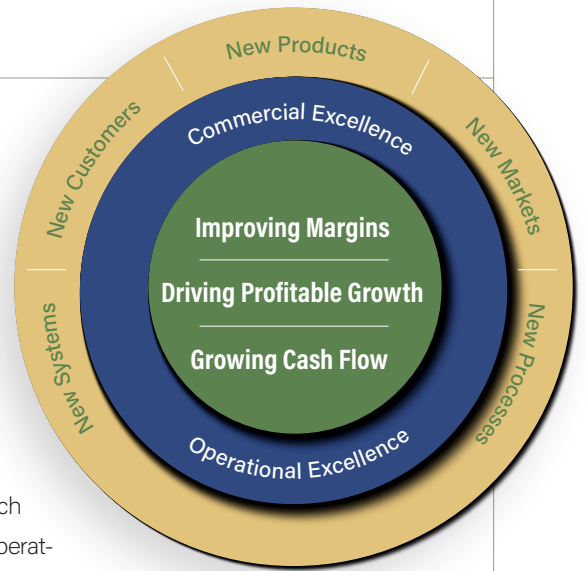 New Products
New Customers
New Markets
Commercial Excellence
Improving Margins
Driving Profitable Growth
Growing Cash Flow
New Systems
New Processes
Operational Excellence
ch
perat-